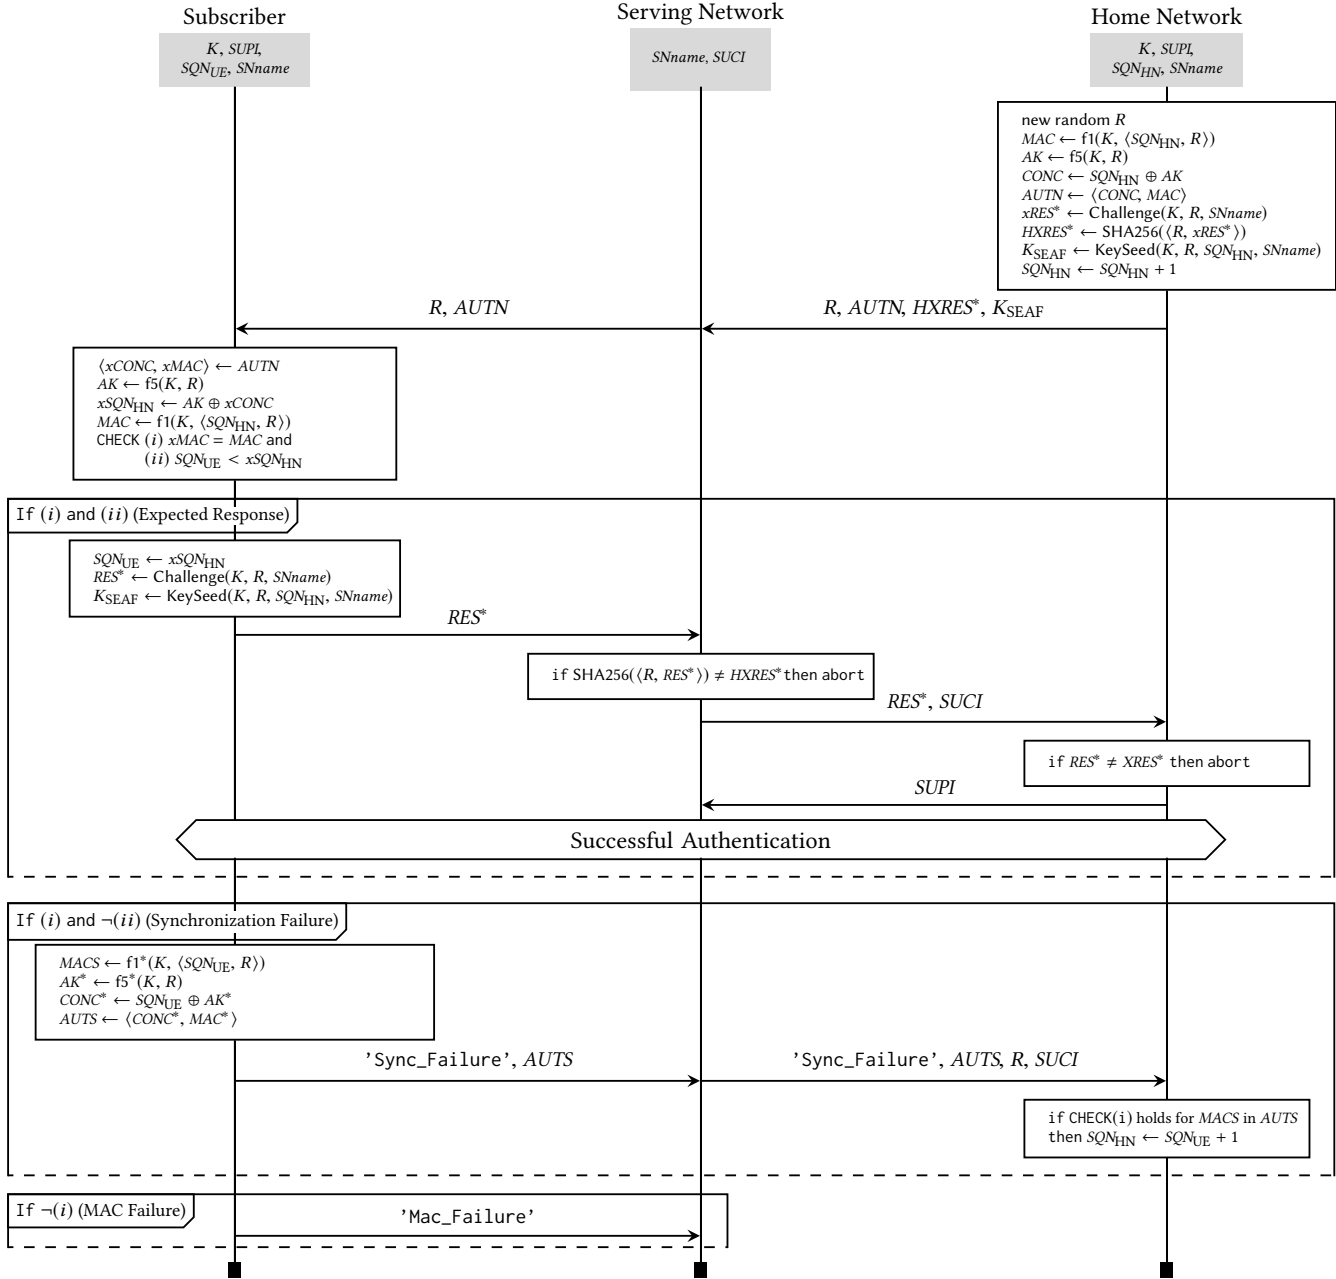 Subscriber
Serving Network
Home Network
K, SUPI,
SQN_UE, SNname
SNname, SUCI
K, SUPI,
SQN_HN, SNname
new random R
MAC ← f1(K, ⟨SQN_HN, R⟩)
AK ← f5(K, R)
CONC ← SQN_HN ⊕ AK
AUTN ← ⟨CONC, MAC⟩
xRES* ← Challenge(K, R, SNname)
HXRES* ← SHA256(⟨R, xRES*⟩)
K_SEAF ← KeySeed(K, R, SQN_HN, SNname)
SQN_HN ← SQN_HN + 1
R, AUTN
R, AUTN, HXRES*, K_SEAF
⟨xCONC, xMAC⟩ ← AUTN
AK ← f5(K, R)
xSQN_HN ← AK ⊕ xCONC
MAC ← f1(K, ⟨SQN_HN, R⟩)
CHECK (i) xMAC = MAC and
(ii) SQN_UE < xSQN_HN
If (i) and (ii) (Expected Response)
SQN_UE ← xSQN_HN
RES* ← Challenge(K, R, SNname)
K_SEAF ← KeySeed(K, R, SQN_HN, SNname)
RES*
if SHA256(⟨R, RES*⟩) ≠ HXRES* then abort
RES*, SUCI
if RES* ≠ XRES* then abort
SUPI
Successful Authentication
If (i) and ¬(ii) (Synchronization Failure)
MACS ← f1*(K, ⟨SQN_UE, R⟩)
AK* ← f5*(K, R)
CONC* ← SQN_UE ⊕ AK*
AUTS ← ⟨CONC*, MAC*⟩
'Sync_Failure', AUTS
'Sync_Failure', AUTS, R, SUCI
if CHECK(i) holds for MACS in AUTS
then SQN_HN ← SQN_UE + 1
If ¬(i) (MAC Failure)
'Mac_Failure'